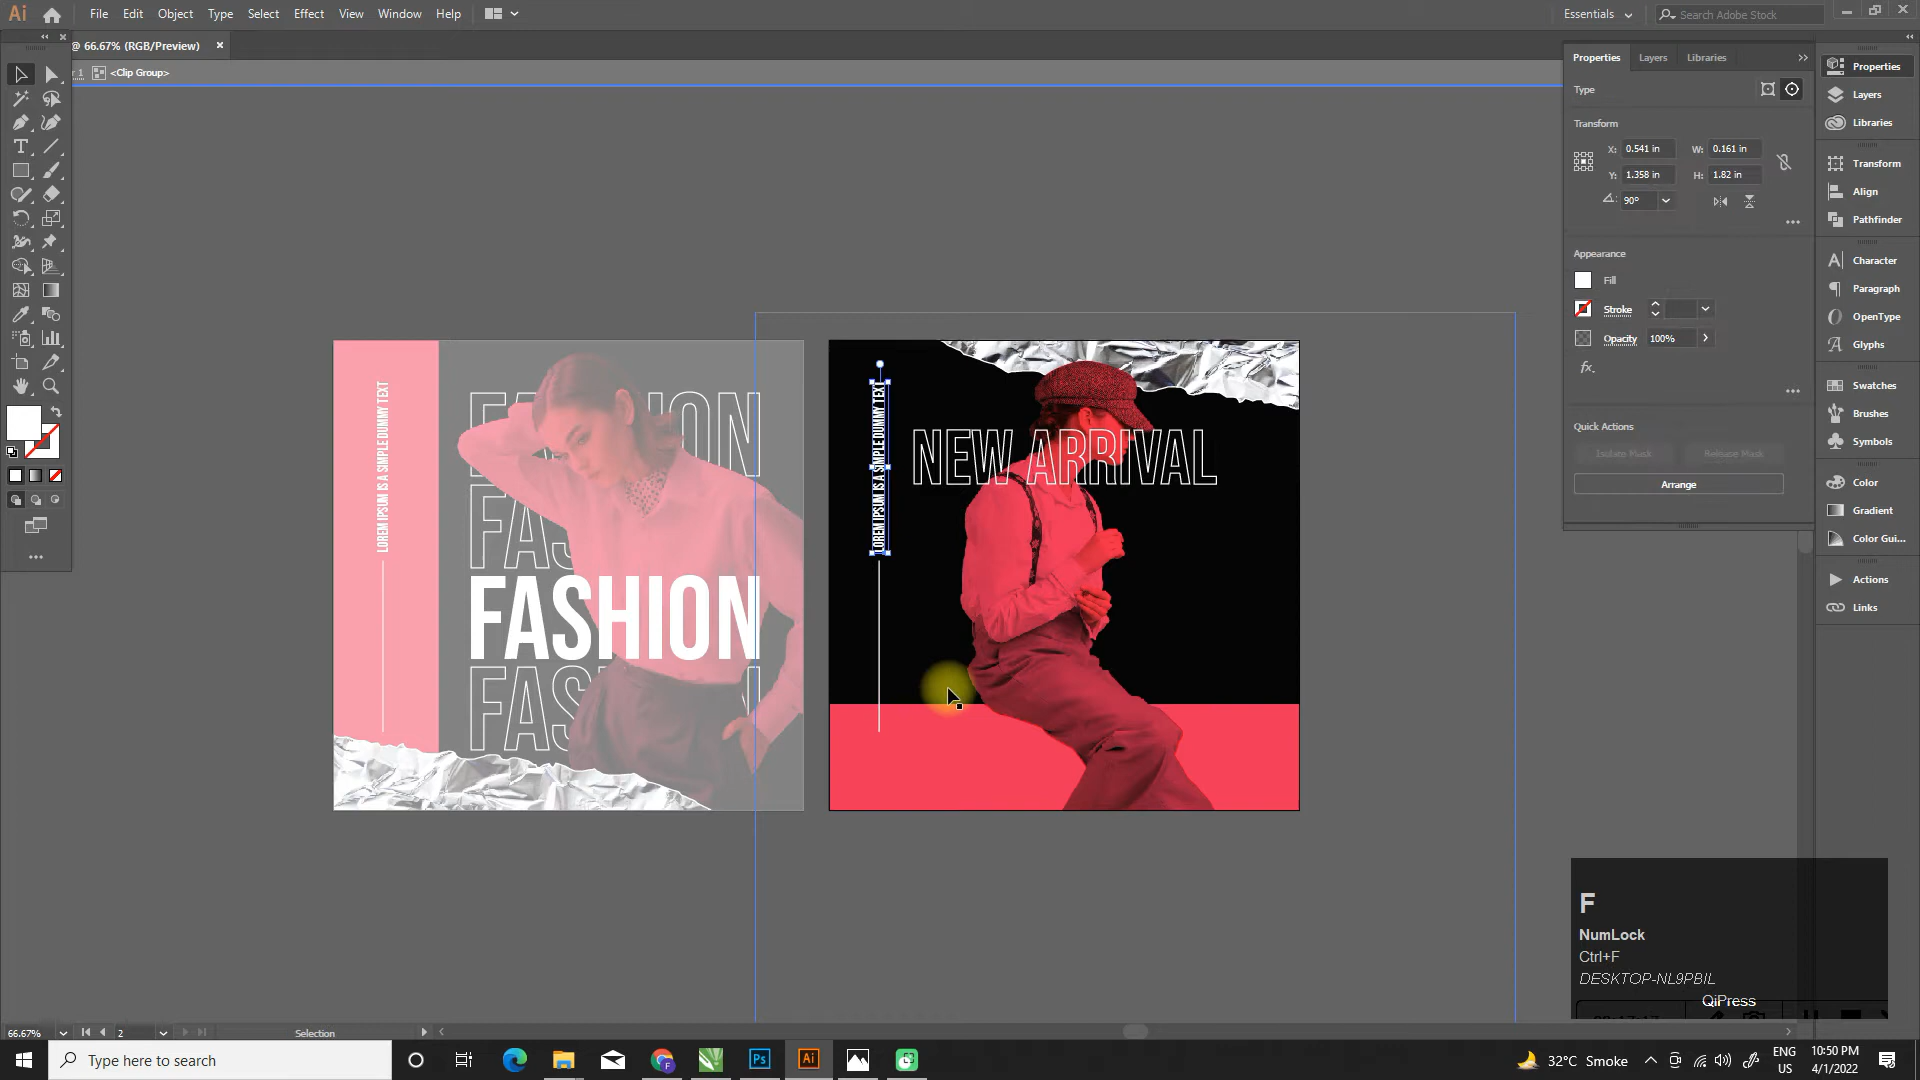 Ai File Edit Object Type Select Effect View Window Help
Essentials Search Adobe Stock
@ 66.67% (RGB/Preview) ×
r 1 <Clip Group>
Properties Layers Libraries
Type
Transform
X: 0.541 in W: 0.161 in
Y: 1.358 in H: 1.82 in
90°
Appearance
Fill
Stroke
Opacity 100%
fx.
Quick Actions
Isolate Mask Release Mask
Arrange
Properties
Layers
Libraries
Transform
Align
Pathfinder
Character
Paragraph
OpenType
Glyphs
Swatches
Brushes
Symbols
Color
Gradient
Color Gui...
Actions
Links
LOREM IPSUM IS A SIMPLE DUMMY TEXT
FASHION
FASHION
FAS
LOREM IPSUM IS A SIMPLE DUMMY TEXT
NEW ARRIVAL
F
NumLock
Ctrl+F
DESKTOP-NL9PBIL
QiPress
66.67% 2 Selection
Type here to search
Ps Ai
32°C Smoke
ENG
US
10:50 PM
4/1/2022